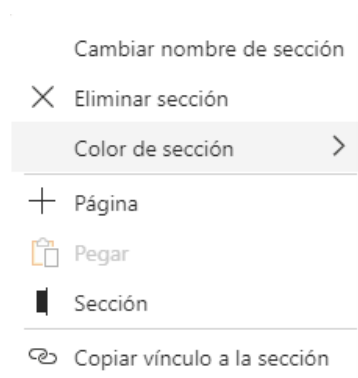 Cambiar nombre de sección
Eliminar sección
Color de sección
Página
Pegar
Sección
Copiar vínculo a la sección